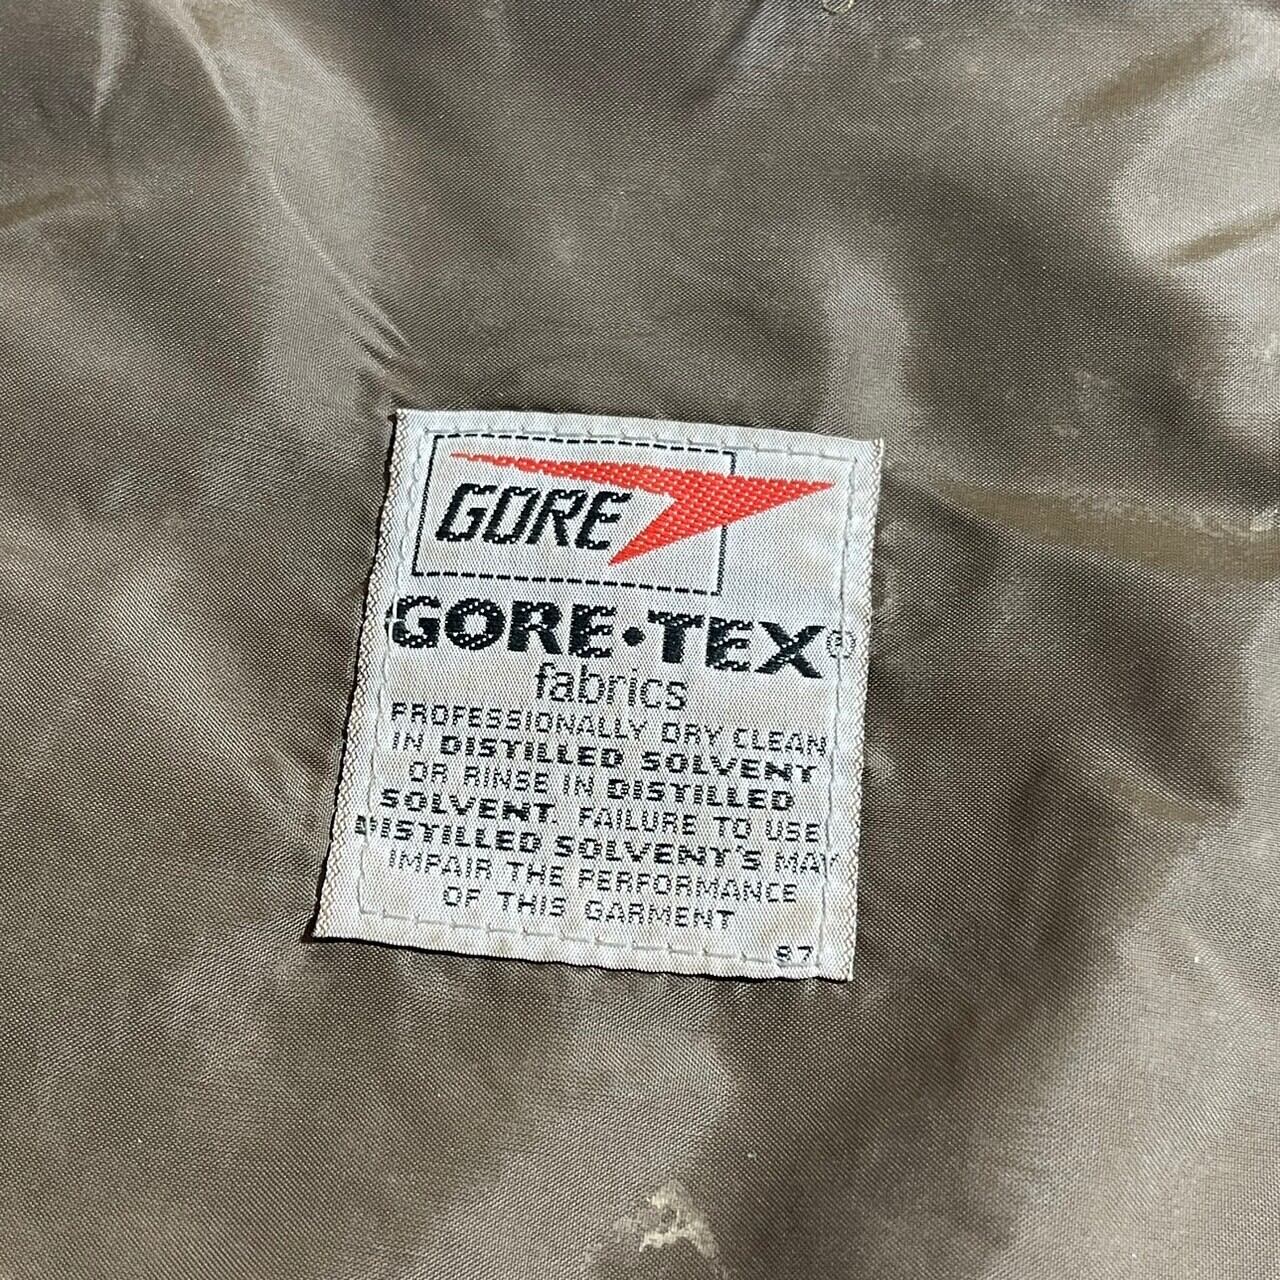 GORE
GORE·TEX®
fabrics
PROFESSIONALLY DRY CLEAN
IN DISTILLED SOLVENT
OR RINSE IN DISTILLED
SOLVENT. FAILURE TO USE
DISTILLED SOLVENT'S MAY
IMPAIR THE PERFORMANCE
OF THIS GARMENT
87